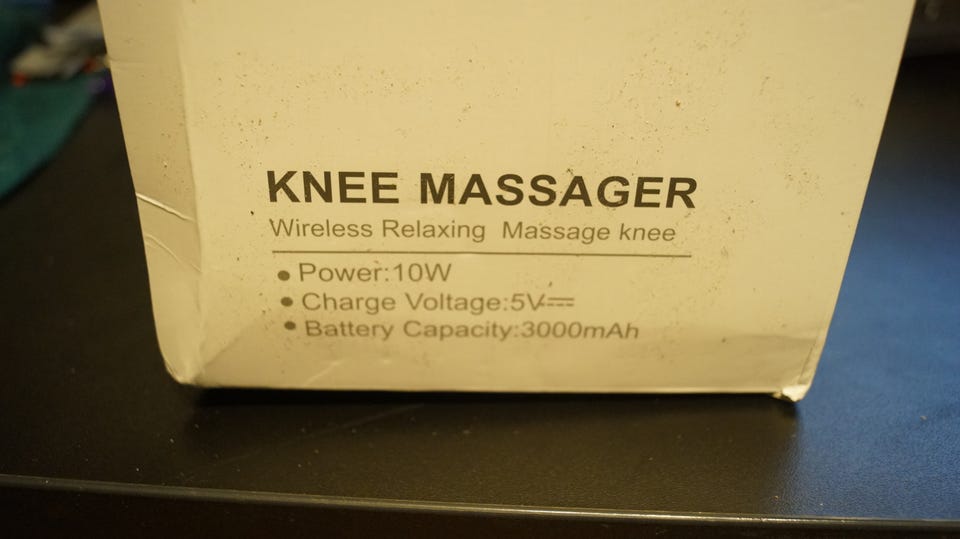 KNEE MASSAGER
Wireless Relaxing Massage knee
● Power:10W
● Charge Voltage:5V⎓
● Battery Capacity:3000mAh